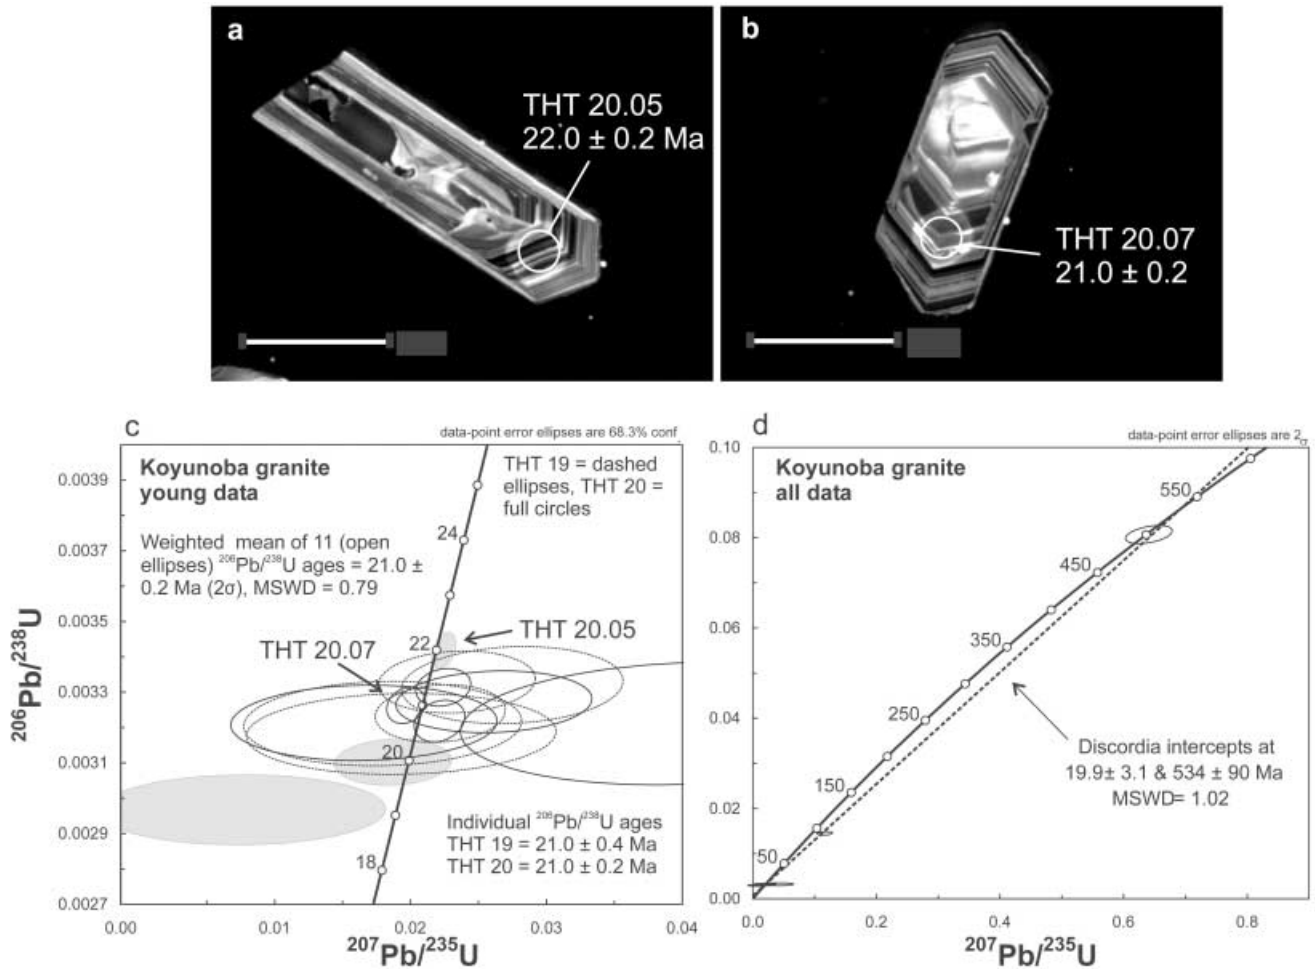 a
THT 20.05
22.0 ± 0.2 Ma
b
THT 20.07
21.0 ± 0.2
c
data-point error ellipses are 68.3% conf.
Koyunoba granite
young data
THT 19 = dashed
ellipses, THT 20 =
full circles
Weighted mean of 11 (open
ellipses) ²⁰⁶Pb/²³⁸U ages = 21.0 ±
0.2 Ma (2σ), MSWD = 0.79
THT 20.07
THT 20.05
24
22
20
18
Individual ²⁰⁶Pb/²³⁸U ages
THT 19 = 21.0 ± 0.4 Ma
THT 20 = 21.0 ± 0.2 Ma
0.0039
0.0037
0.0035
0.0033
0.0031
0.0029
0.0027
²⁰⁶Pb/²³⁸U
0.00
0.01
0.02
0.03
0.04
²⁰⁷Pb/²³⁵U
d
data-point error ellipses are 2σ
Koyunoba granite
all data
550
450
350
250
150
50
Discordia intercepts at
19.9± 3.1 & 534 ± 90 Ma
MSWD= 1.02
0.10
0.08
0.06
0.04
0.02
0.00
0.0
0.2
0.4
0.6
0.8
²⁰⁷Pb/²³⁵U